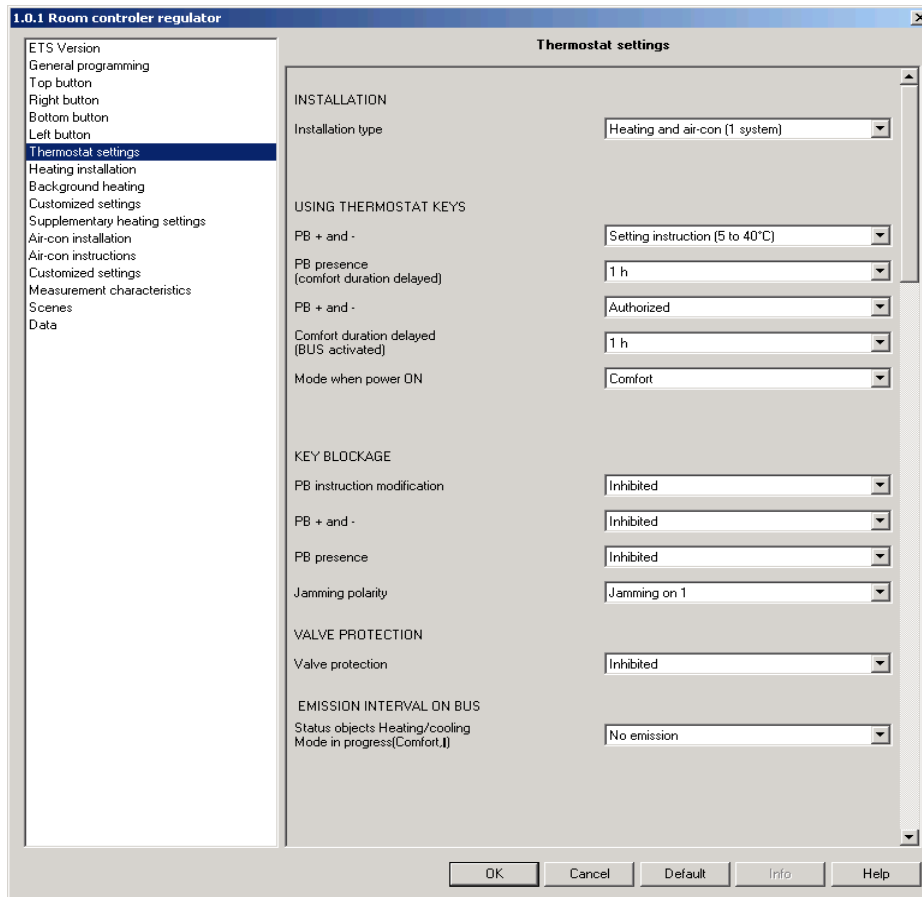 1.0.1 Room controler regulator
ETS Version
General programming
Top button
Right button
Bottom button
Left button
Thermostat settings
Heating installation
Background heating
Customized settings
Supplementary heating settings
Air-con installation
Air-con instructions
Customized settings
Measurement characteristics
Scenes
Data
Thermostat settings
INSTALLATION
Installation type Heating and air-con (1 system)
USING THERMOSTAT KEYS
PB + and - Setting instruction (5 to 40°C)
PB presence
(comfort duration delayed) 1 h
PB + and - Authorized
Comfort duration delayed
(BUS activated) 1 h
Mode when power ON Comfort
KEY BLOCKAGE
PB instruction modification Inhibited
PB + and - Inhibited
PB presence Inhibited
Jamming polarity Jamming on 1
VALVE PROTECTION
Valve protection Inhibited
EMISSION INTERVAL ON BUS
Status objects Heating/cooling
Mode in progress(Comfort,||) No emission
OK Cancel Default Info Help